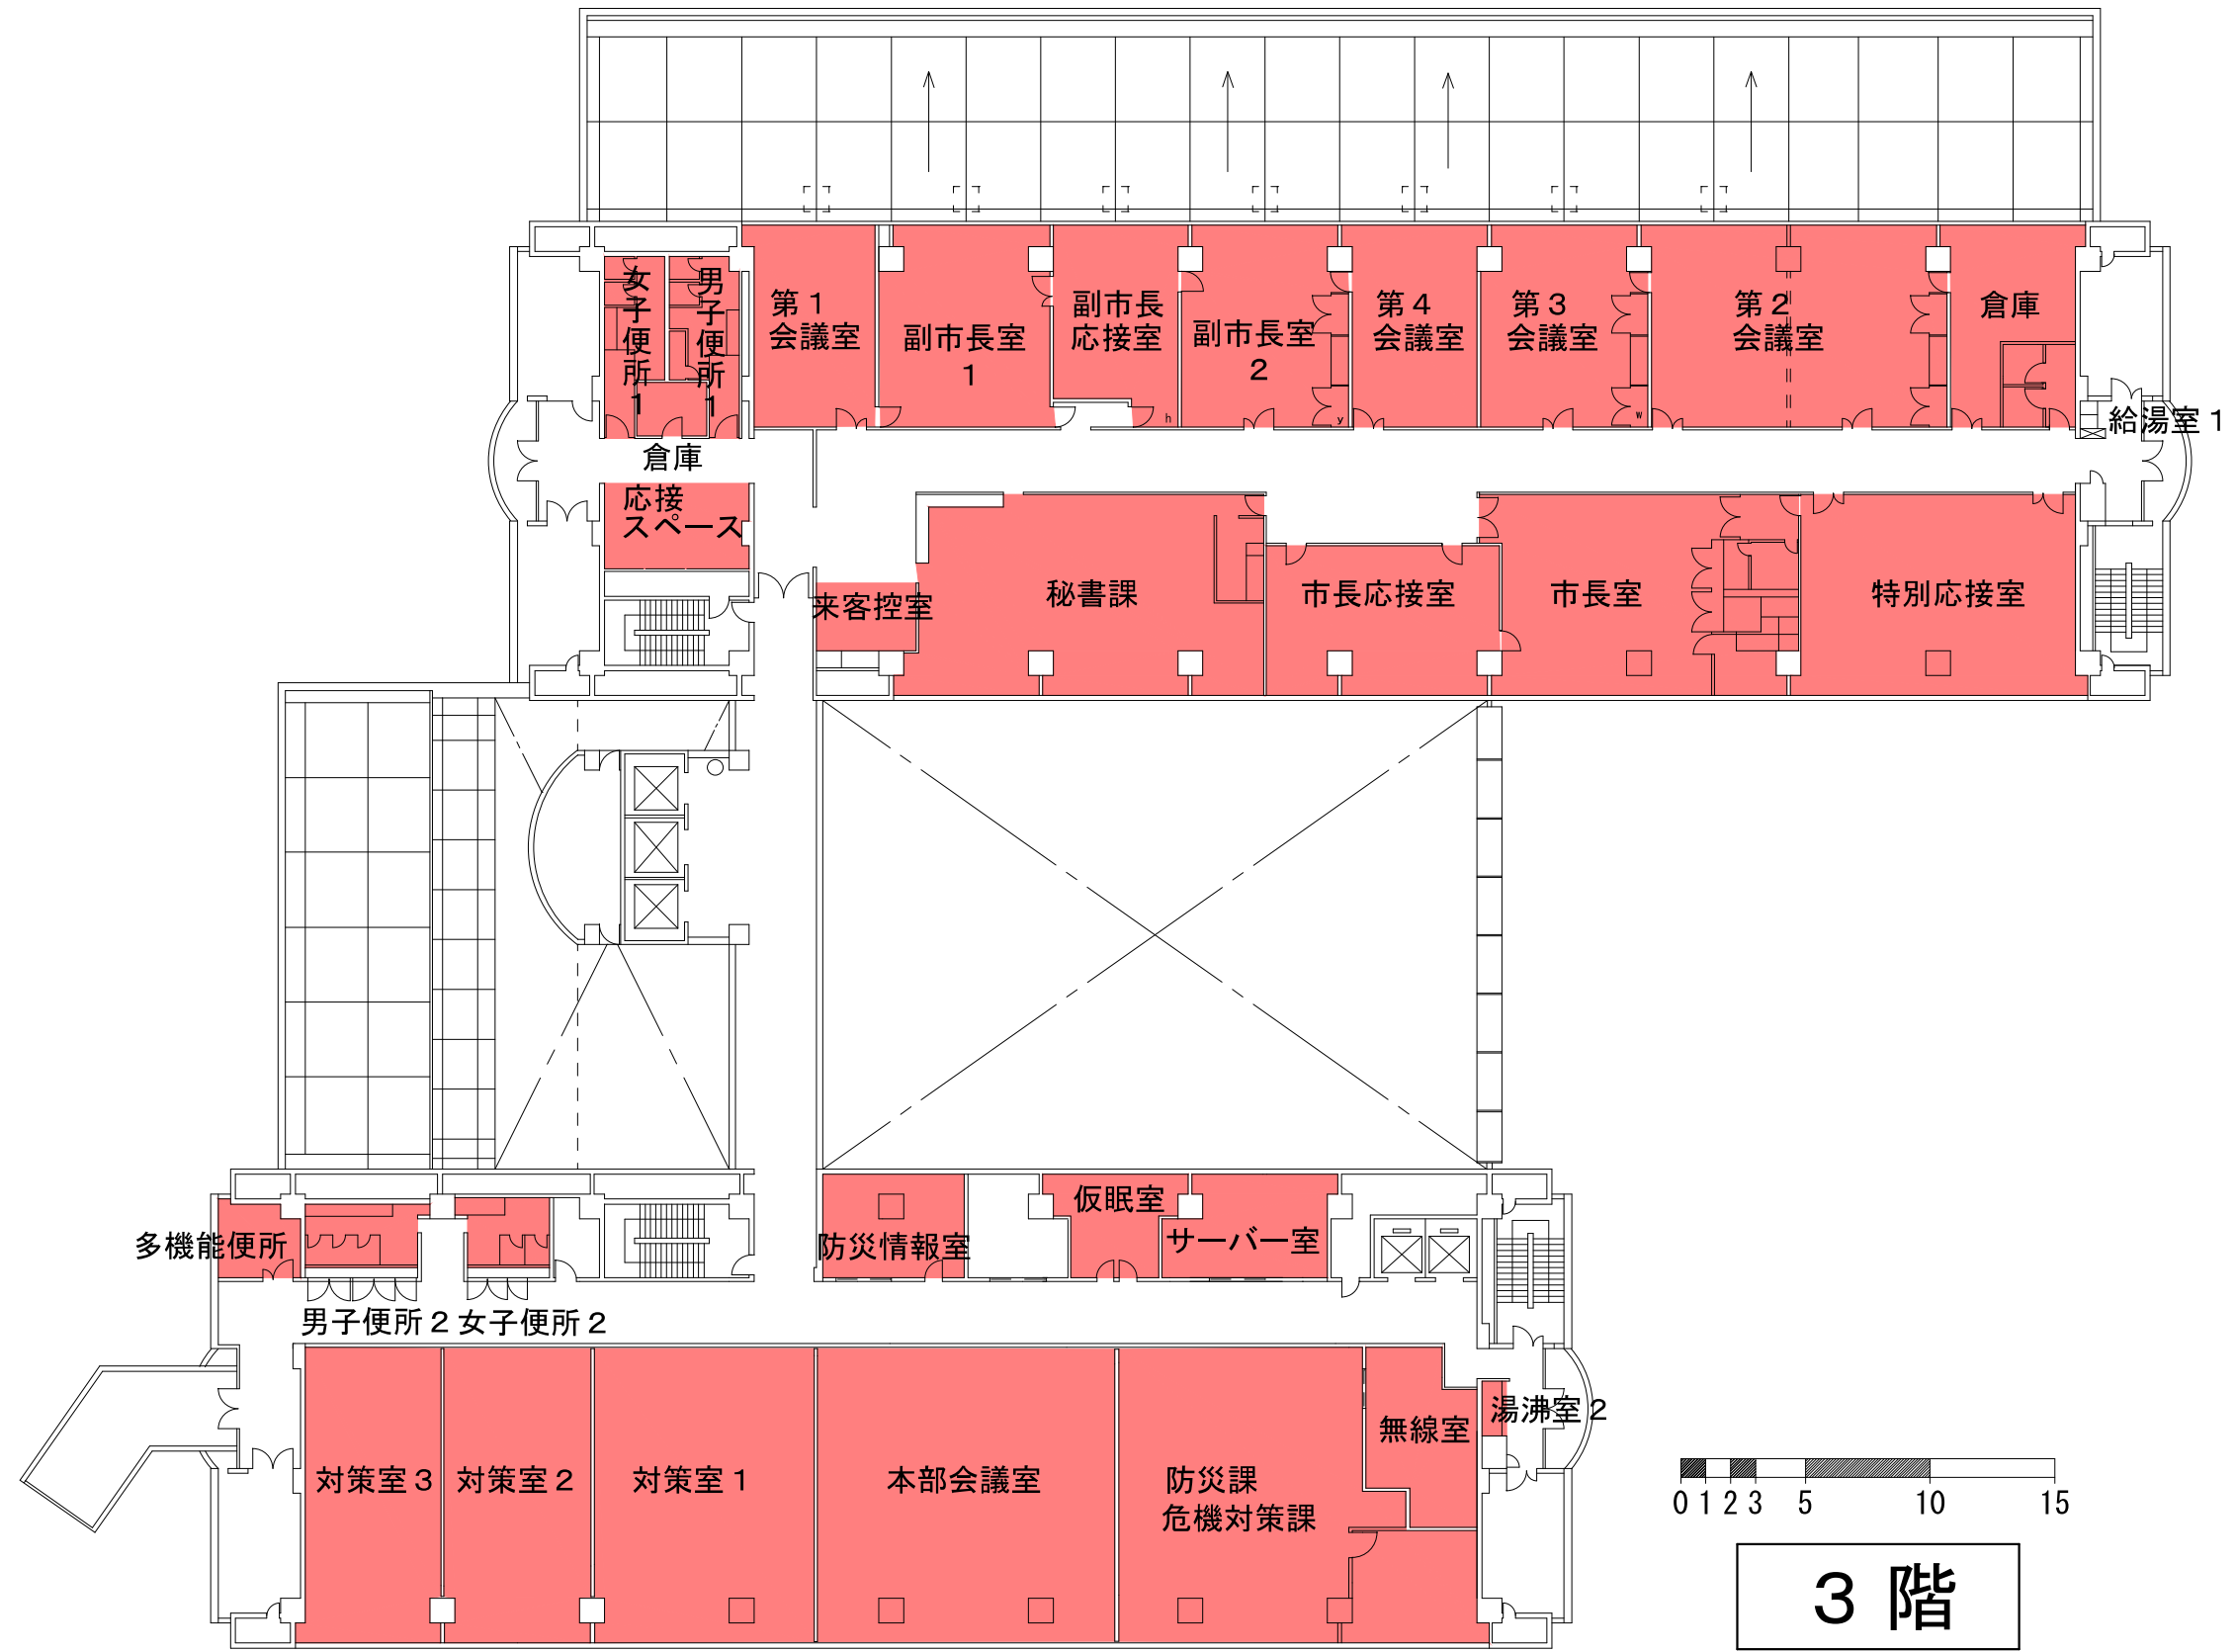 女子便所1
男子便所1
第1
会議室
副市長室
1
副市長
応接室
副市長室
2
第4
会議室
第3
会議室
第2
会議室
倉庫
給湯室1
h
y
w
倉庫
応接
スペース
来客控室
秘書課
市長応接室
市長室
特別応接室
多機能便所
防災情報室
仮眠室
サーバー室
男子便所2
女子便所2
湯沸室2
無線室
対策室3
対策室2
対策室1
本部会議室
防災課
危機対策課
0 1 2 3 5 10 15
3階